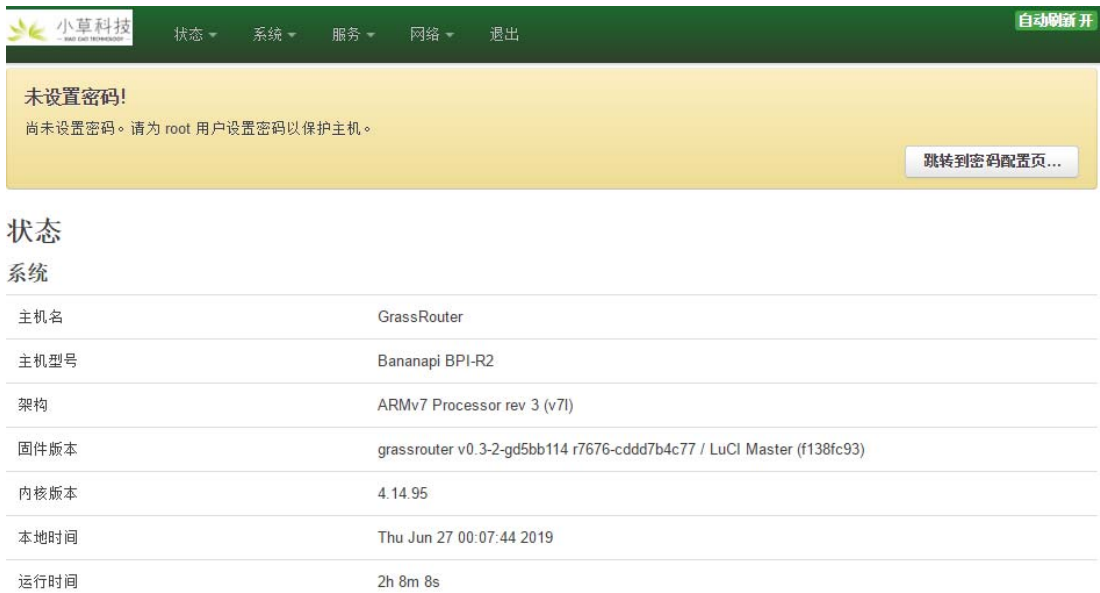 小草科技
XIAO CAO TECHNOLOGY
状态 系统 服务 网络 退出
自动刷新 开
未设置密码!
尚未设置密码。请为 root 用户设置密码以保护主机。
跳转到密码配置页...
状态
系统
主机名 GrassRouter
主机型号 Bananapi BPI-R2
架构 ARMv7 Processor rev 3 (v7l)
固件版本 grassrouter v0.3-2-gd5bb114 r7676-cddd7b4c77 / LuCI Master (f138fc93)
内核版本 4.14.95
本地时间 Thu Jun 27 00:07:44 2019
运行时间 2h 8m 8s